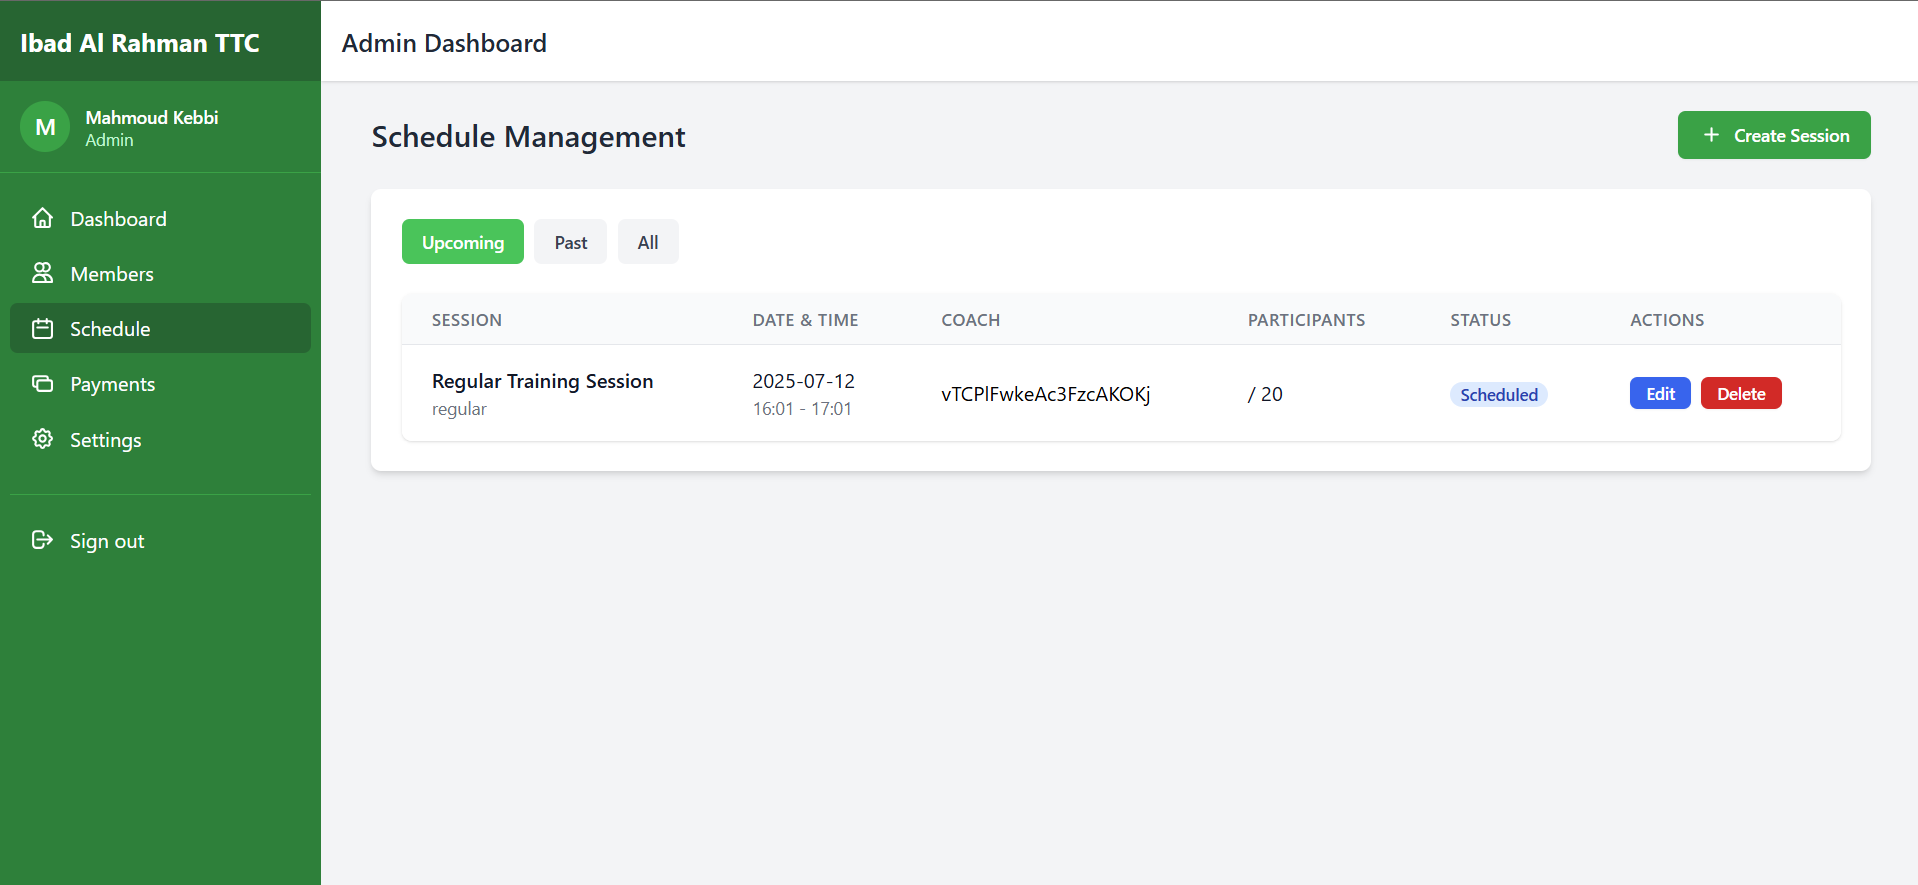 Ibad Al Rahman TTC
Admin Dashboard
M
Mahmoud Kebbi
Admin
Dashboard
Members
Schedule
Payments
Settings
Sign out
Schedule Management
+ Create Session
Upcoming
Past
All
SESSION DATE & TIME COACH PARTICIPANTS STATUS ACTIONS
Regular Training Session
regular
2025-07-12
16:01 - 17:01
vTCPlFwkeAc3FzcAKOKj
/ 20
Scheduled
Edit
Delete